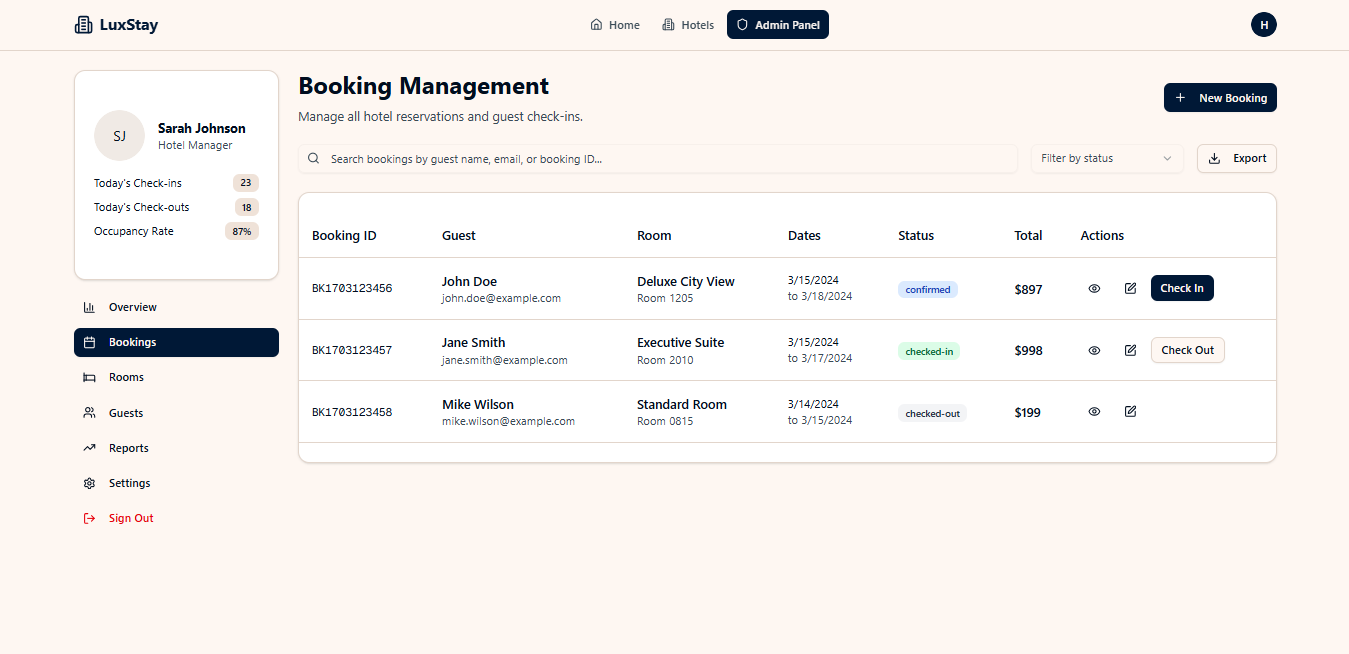 LuxStay
Home Hotels Admin Panel H
SJ
Sarah Johnson
Hotel Manager
Today's Check-ins 23
Today's Check-outs 18
Occupancy Rate 87%
Overview
Bookings
Rooms
Guests
Reports
Settings
Sign Out
Booking Management
Manage all hotel reservations and guest check-ins.
New Booking
Search bookings by guest name, email, or booking ID...
Filter by status
Export
Booking ID Guest Room Dates Status Total Actions
BK1703123456 John Doe Deluxe City View 3/15/2024 confirmed $897 Check In
john.doe@example.com Room 1205 to 3/18/2024
BK1703123457 Jane Smith Executive Suite 3/15/2024 checked-in $998 Check Out
jane.smith@example.com Room 2010 to 3/17/2024
BK1703123458 Mike Wilson Standard Room 3/14/2024 checked-out $199
mike.wilson@example.com Room 0815 to 3/15/2024